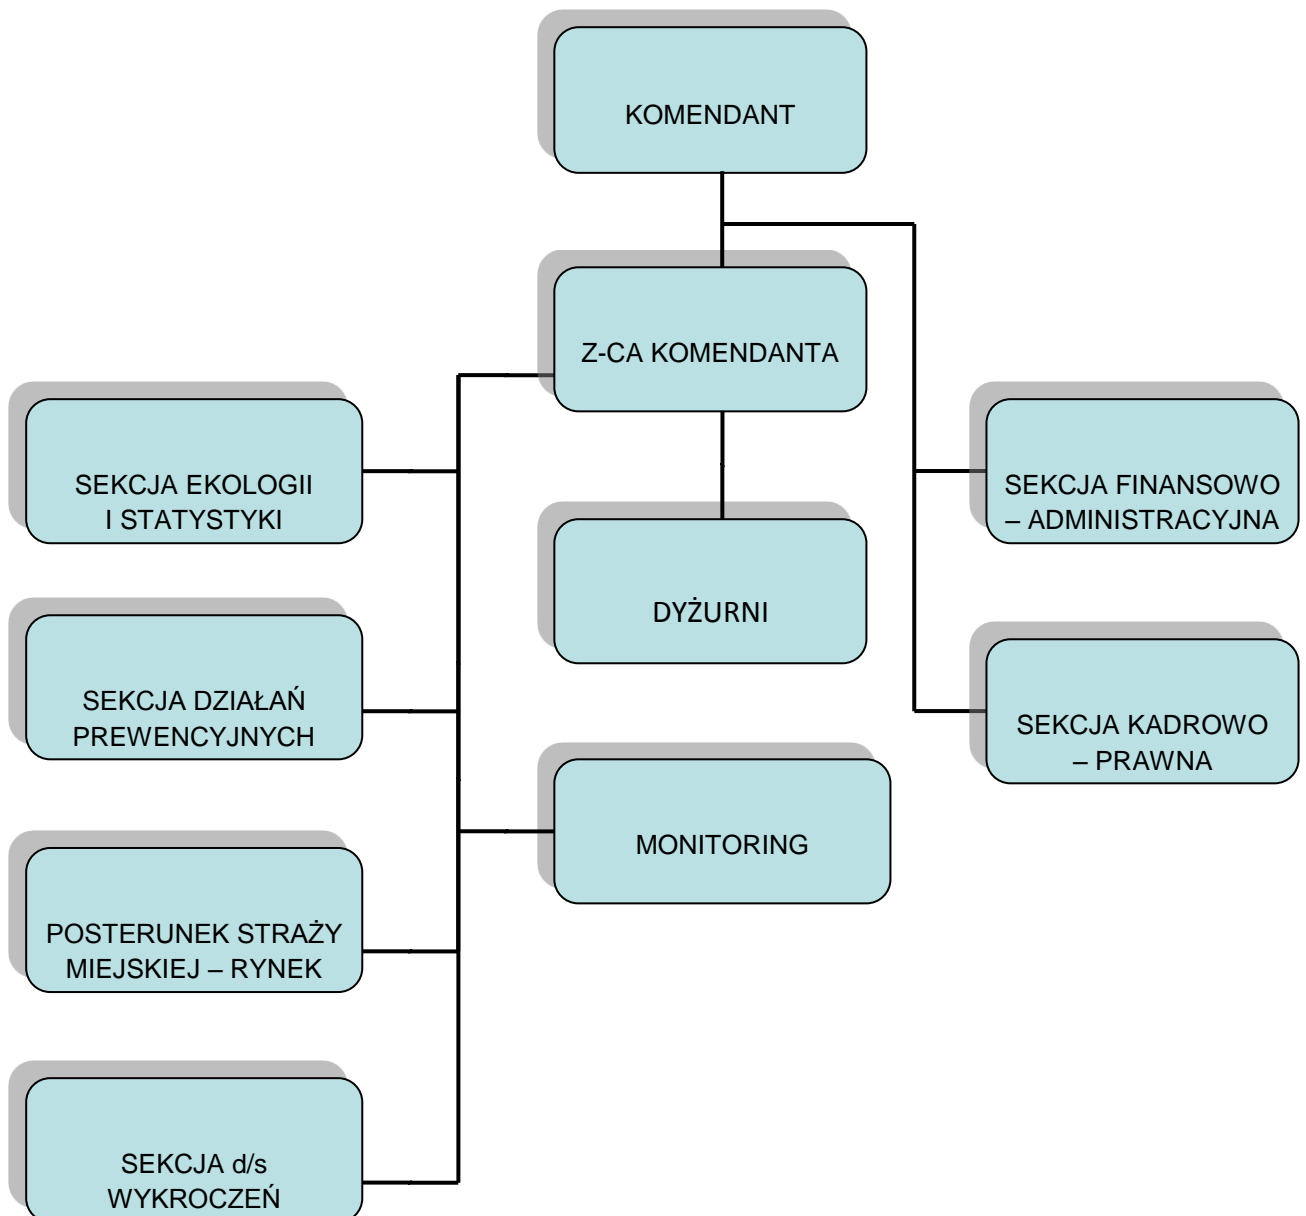 KOMENDANT
Z-CA KOMENDANTA
SEKCJA EKOLOGII
I STATYSTYKI
SEKCJA FINANSOWO
– ADMINISTRACYJNA
DYŻURNI
SEKCJA DZIAŁAŃ
PREWENCYJNYCH
SEKCJA KADROWO
– PRAWNA
MONITORING
POSTERUNEK STRAŻY
MIEJSKIEJ – RYNEK
SEKCJA d/s
WYKROCZEŃ